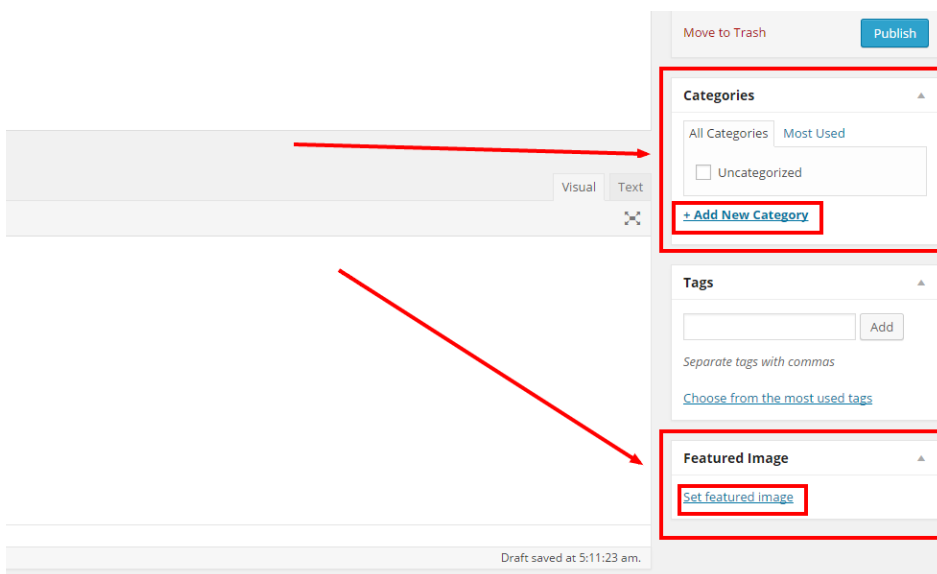 Move to Trash
Publish
Categories
All Categories
Most Used
Uncategorized
+ Add New Category
Visual
Text
Tags
Add
Separate tags with commas
Choose from the most used tags
Featured Image
Set featured image
Draft saved at 5:11:23 am.